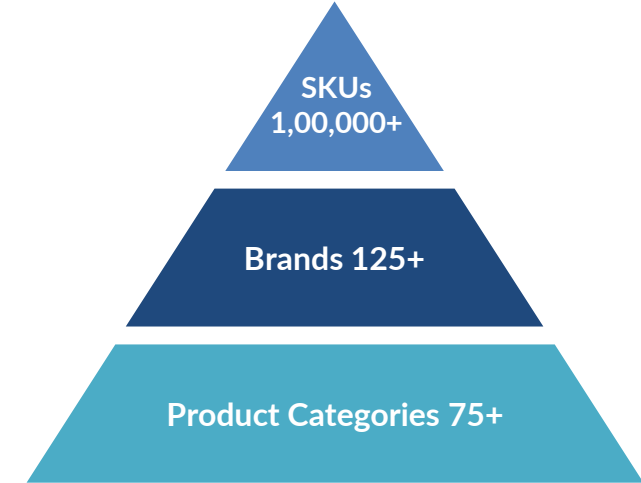 SKUs
1,00,000+
Brands 125+
Product Categories 75+